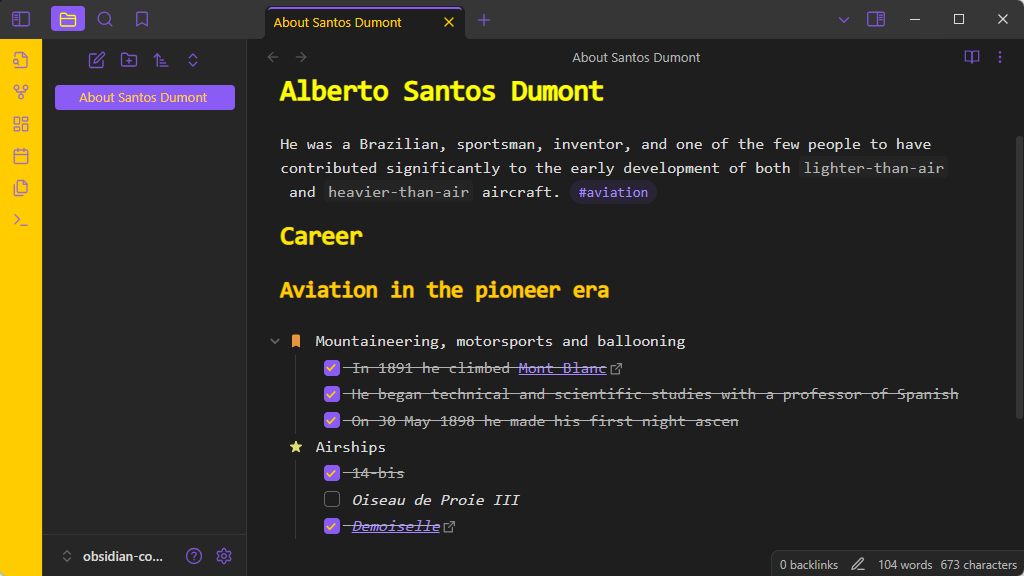 About Santos Dumont
About Santos Dumont
About Santos Dumont
Alberto Santos Dumont
He was a Brazilian, sportsman, inventor, and one of the few people to have
contributed significantly to the early development of both lighter-than-air
and heavier-than-air aircraft. #aviation
Career
Aviation in the pioneer era
Mountaineering, motorsports and ballooning
In 1891 he climbed Mont Blanc
He began technical and scientific studies with a professor of Spanish
On 30 May 1898 he made his first night ascen
Airships
14-bis
Oiseau de Proie III
Demoiselle
obsidian-co...
0 backlinks 104 words 673 characters